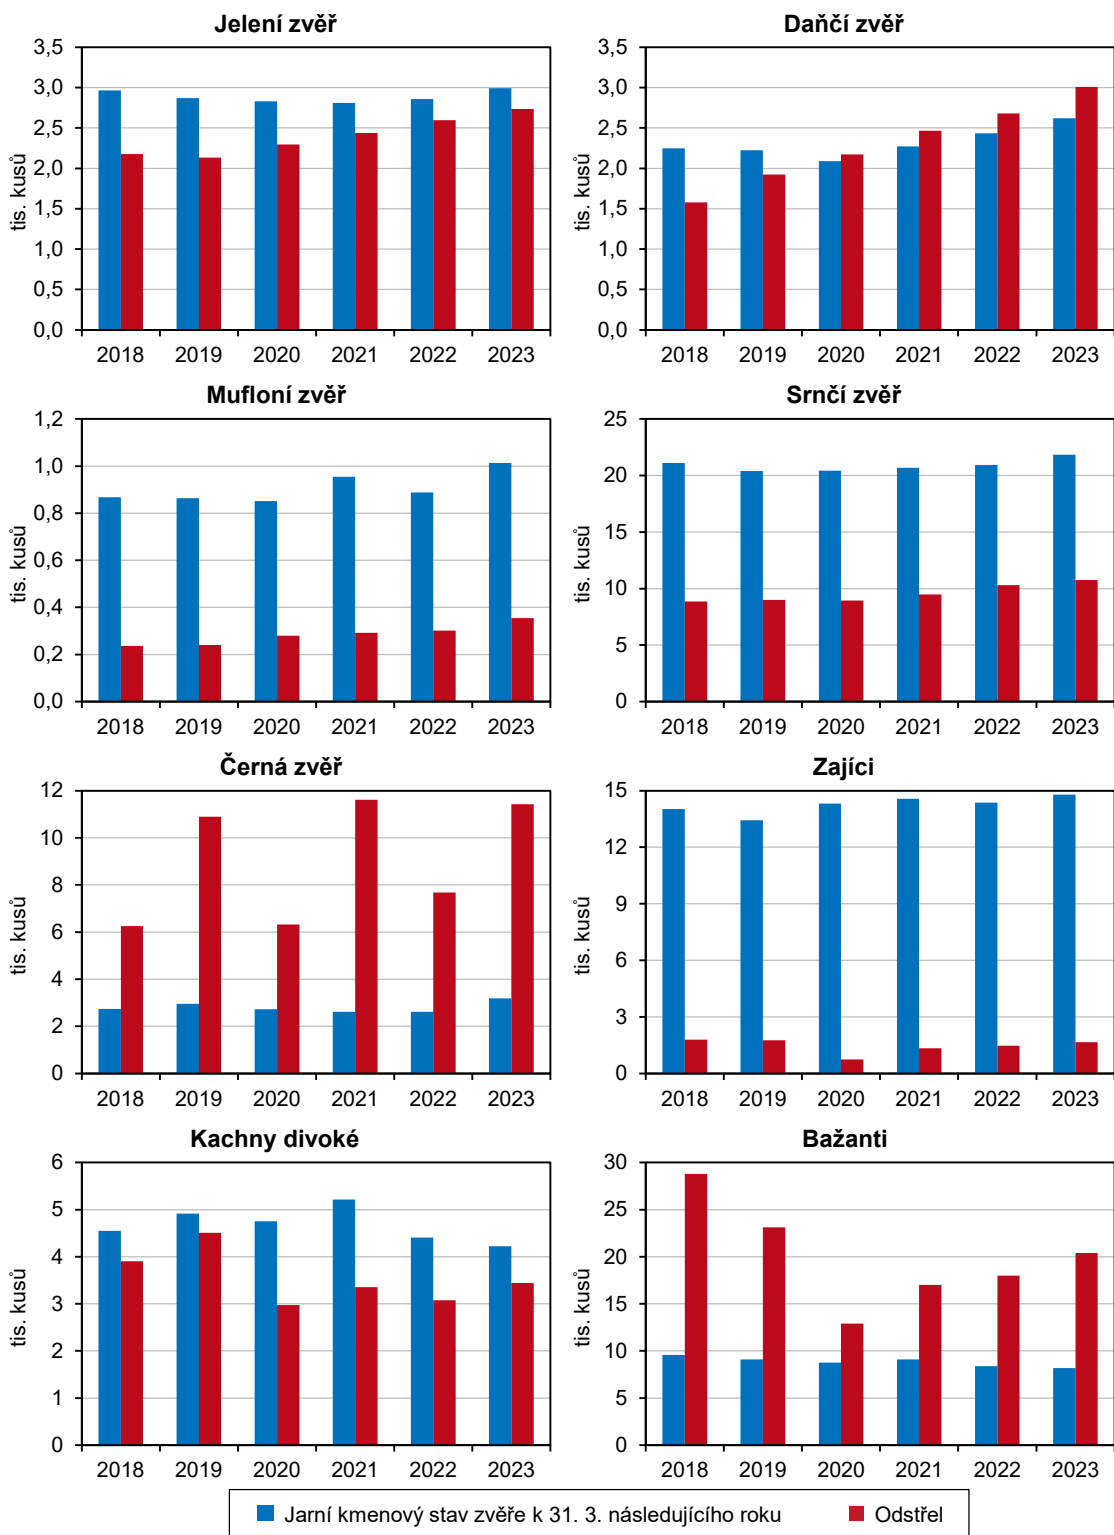 Jelení zvěř
3,5
3,0
2,5
2,0
1,5
1,0
0,5
0,0
tis. kusů
2018 2019 2020 2021 2022 2023
Daňčí zvěř
3,5
3,0
2,5
2,0
1,5
1,0
0,5
0,0
tis. kusů
2018 2019 2020 2021 2022 2023
Mufloní zvěř
1,2
1,0
0,8
0,6
0,4
0,2
0,0
tis. kusů
2018 2019 2020 2021 2022 2023
Srnčí zvěř
25
20
15
10
5
0
tis. kusů
2018 2019 2020 2021 2022 2023
Černá zvěř
12
10
8
6
4
2
0
tis. kusů
2018 2019 2020 2021 2022 2023
Zajíci
15
12
9
6
3
0
tis. kusů
2018 2019 2020 2021 2022 2023
Kachny divoké
6
5
4
3
2
1
0
tis. kusů
2018 2019 2020 2021 2022 2023
Bažanti
30
25
20
15
10
5
0
tis. kusů
2018 2019 2020 2021 2022 2023
Jarní kmenový stav zvěře k 31. 3. následujícího roku
Odstřel